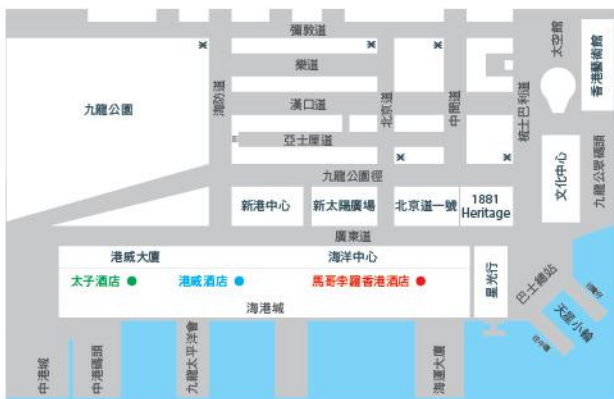 彌敦道
太空館
香港藝術館
樂道
九龍公園
海防道
漢口道
北京道
中間道
梳士巴利道
亞士厘道
九龍公園徑
文化中心
九龍公眾碼頭
新港中心
新太陽廣場
北京道一號
1881
Heritage
廣東道
港威大廈
海洋中心
太子酒店
港威酒店
馬哥孛羅香港酒店
星光行
巴士總站
海港城
天星小輪
中港城
中港碼頭
九龍太平洋會
海運大廈